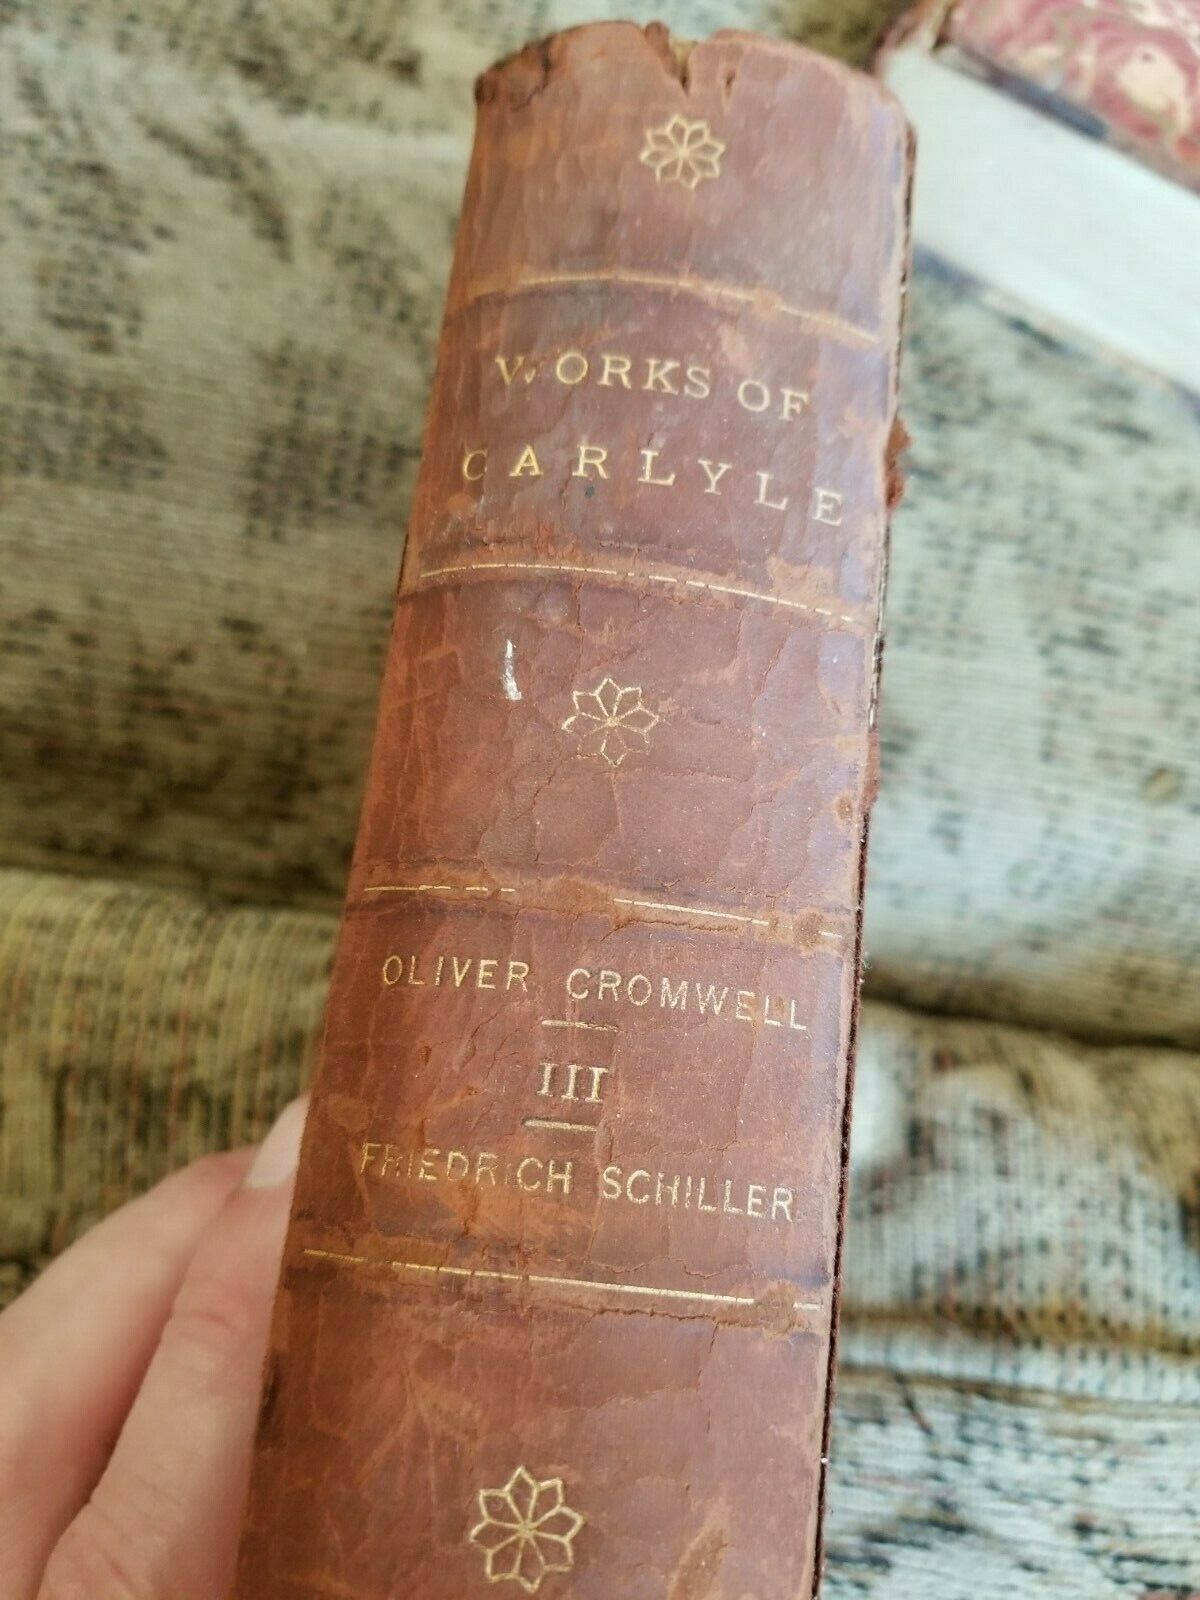 WORKS OF
CARLYLE
OLIVER CROMWELL
III
FRIEDRICH SCHILLER